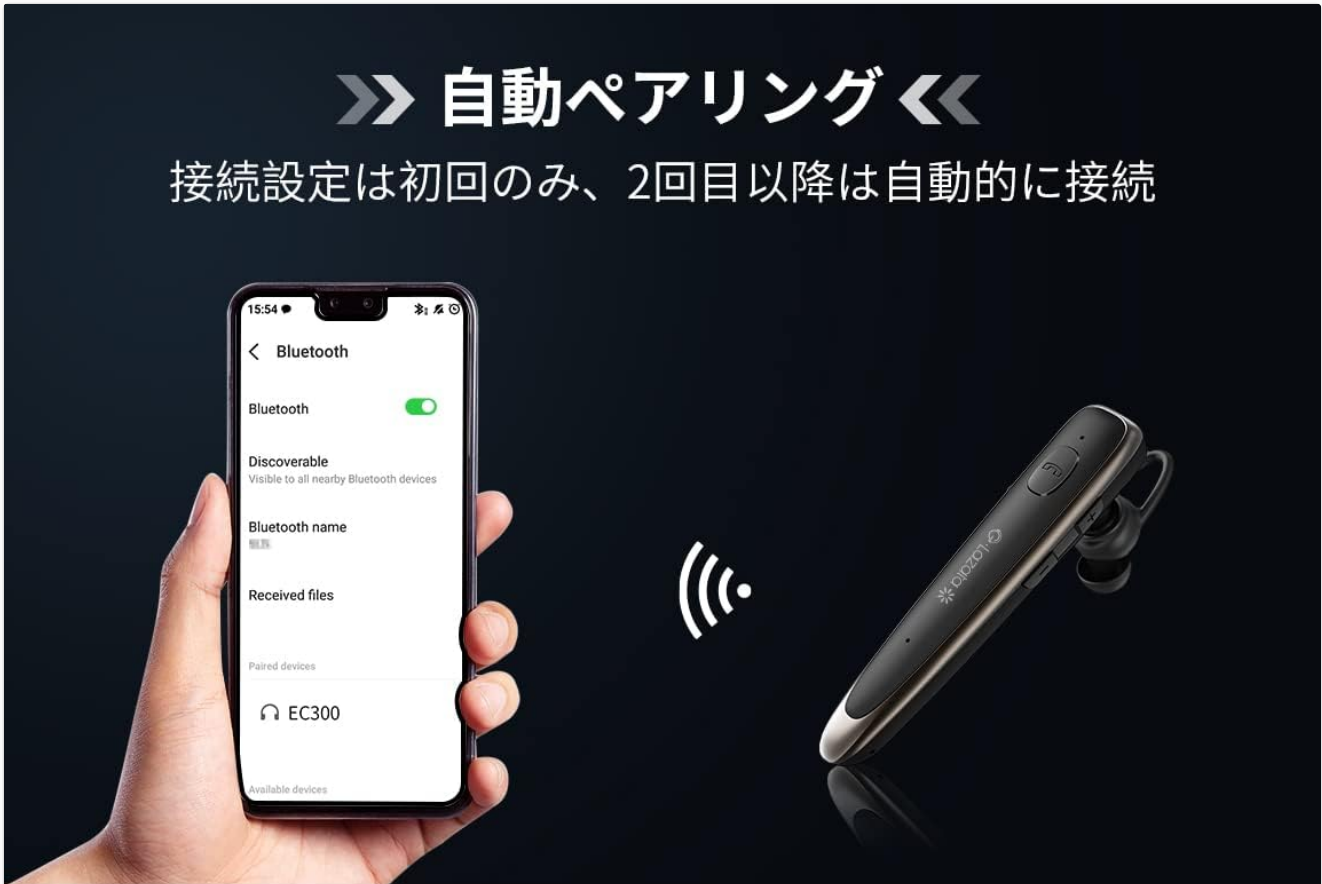 自動ペアリング
接続設定は初回のみ、2回目以降は自動的に接続
15:54
Bluetooth
Bluetooth
Discoverable
Visible to all nearby Bluetooth devices
Bluetooth name
Received files
Paired devices
EC300
Available devices
G·Lazata